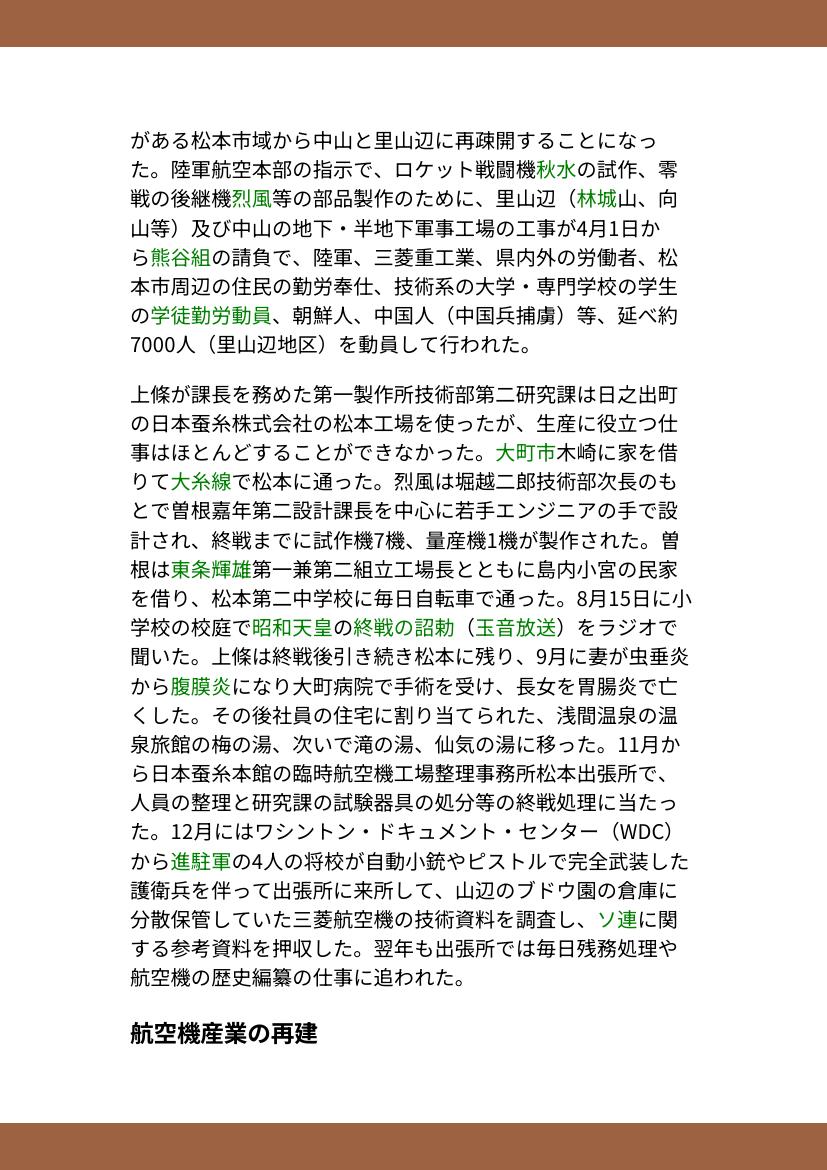 がある松本市域から中山と里山辺に再疎開することになっ
た。陸軍航空本部の指示で、ロケット戦闘機秋水の試作、零
戦の後継機烈風等の部品製作のために、里山辺（林城山、向
山等）及び中山の地下・半地下軍事工場の工事が4月1日か
ら熊谷組の請負で、陸軍、三菱重工業、県内外の労働者、松
本市周辺の住民の勤労奉仕、技術系の大学・専門学校の学生
の学徒勤労動員、朝鮮人、中国人（中国兵捕虜）等、延べ約
7000人（里山辺地区）を動員して行われた。
上條が課長を務めた第一製作所技術部第二研究課は日之出町
の日本蚕糸株式会社の松本工場を使ったが、生産に役立つ仕
事はほとんどすることができなかった。大町市木崎に家を借
りて大糸線で松本に通った。烈風は堀越二郎技術部次長のも
とで曽根嘉年第二設計課長を中心に若手エンジニアの手で設
計され、終戦までに試作機7機、量産機1機が製作された。曽
根は東条輝雄第一兼第二組立工場長とともに島内小宮の民家
を借り、松本第二中学校に毎日自転車で通った。8月15日に小
学校の校庭で昭和天皇の終戦の詔勅（玉音放送）をラジオで
聞いた。上條は終戦後引き続き松本に残り、9月に妻が虫垂炎
から腹膜炎になり大町病院で手術を受け、長女を胃腸炎で亡
くした。その後社員の住宅に割り当てられた、浅間温泉の温
泉旅館の梅の湯、次いで滝の湯、仙気の湯に移った。11月か
ら日本蚕糸本館の臨時航空機工場整理事務所松本出張所で、
人員の整理と研究課の試験器具の処分等の終戦処理に当たっ
た。12月にはワシントン・ドキュメント・センター（WDC）
から進駐軍の4人の将校が自動小銃やピストルで完全武装した
護衛兵を伴って出張所に来所して、山辺のブドウ園の倉庫に
分散保管していた三菱航空機の技術資料を調査し、ソ連に関
する参考資料を押収した。翌年も出張所では毎日残務処理や
航空機の歴史編纂の仕事に追われた。
航空機産業の再建